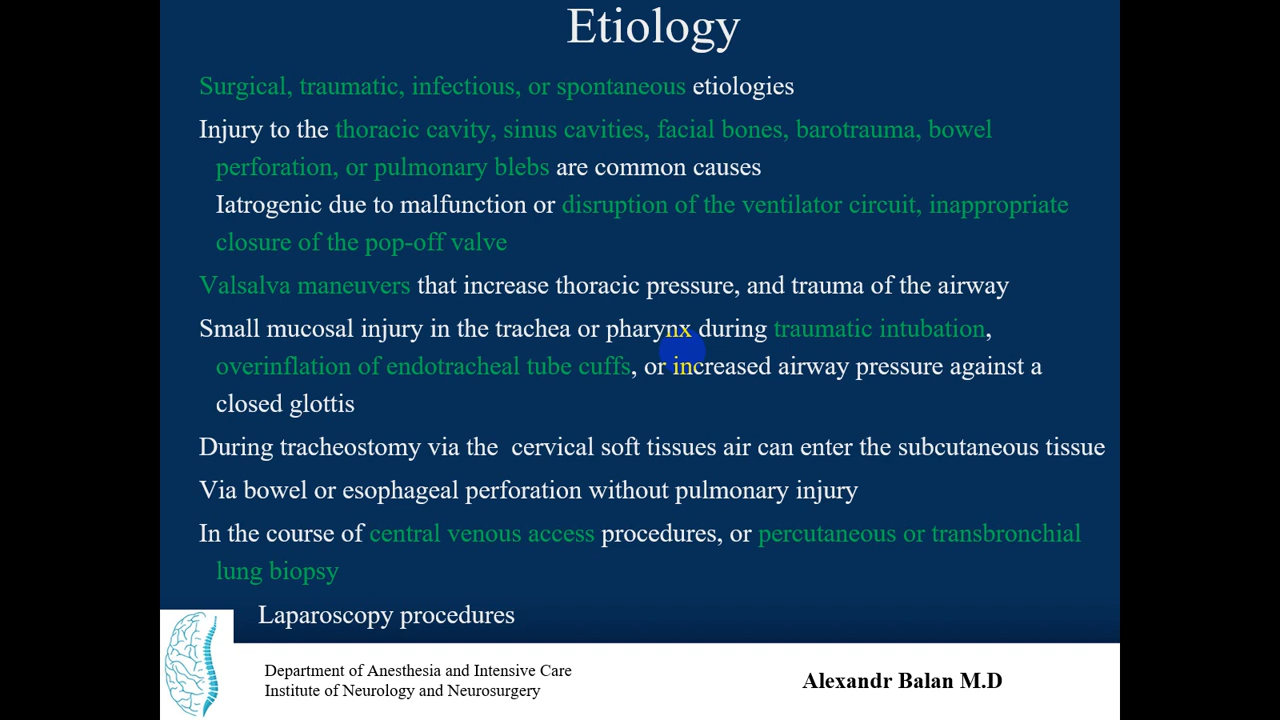 Etiology
Surgical, traumatic, infectious, or spontaneous etiologies
Injury to the thoracic cavity, sinus cavities, facial bones, barotrauma, bowel
perforation, or pulmonary blebs are common causes
Iatrogenic due to malfunction or disruption of the ventilator circuit, inappropriate
closure of the pop-off valve
Valsalva maneuvers that increase thoracic pressure, and trauma of the airway
Small mucosal injury in the trachea or pharynx during traumatic intubation,
overinflation of endotracheal tube cuffs, or increased airway pressure against a
closed glottis
During tracheostomy via the cervical soft tissues air can enter the subcutaneous tissue
Via bowel or esophageal perforation without pulmonary injury
In the course of central venous access procedures, or percutaneous or transbronchial
lung biopsy
Laparoscopy procedures
Department of Anesthesia and Intensive Care
Institute of Neurology and Neurosurgery
Alexandr Balan M.D